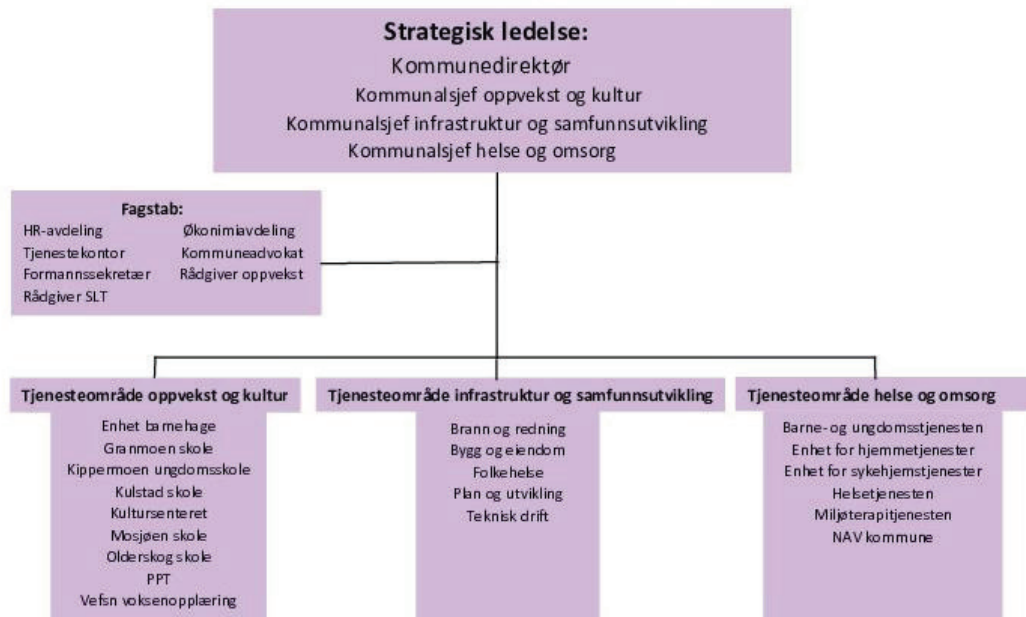 Strategisk ledelse:
Kommunedirektør
Kommunalsjef oppvekst og kultur
Kommunalsjef infrastruktur og samfunnsutvikling
Kommunalsjef helse og omsorg
Fagstab:
HR-avdeling Økonimiavdeling
Tjenestekontor Kommuneadvokat
Formannssekretær Rådgiver oppvekst
Rådgiver SLT
Tjenesteområde oppvekst og kultur
Enhet barnehage
Granmoen skole
Kippermoen ungdomsskole
Kulstad skole
Kultursenteret
Mosjøen skole
Olderskog skole
PPT
Vefsn voksenopplæring
Tjenesteområde infrastruktur og samfunnsutvikling
Brann og redning
Bygg og eiendom
Folkehelse
Plan og utvikling
Teknisk drift
Tjenesteområde helse og omsorg
Barne- og ungdomsstjenesten
Enhet for hjemmetjenester
Enhet for sykehjemstjenester
Helsetjenesten
Miljøterapitjenesten
NAV kommune